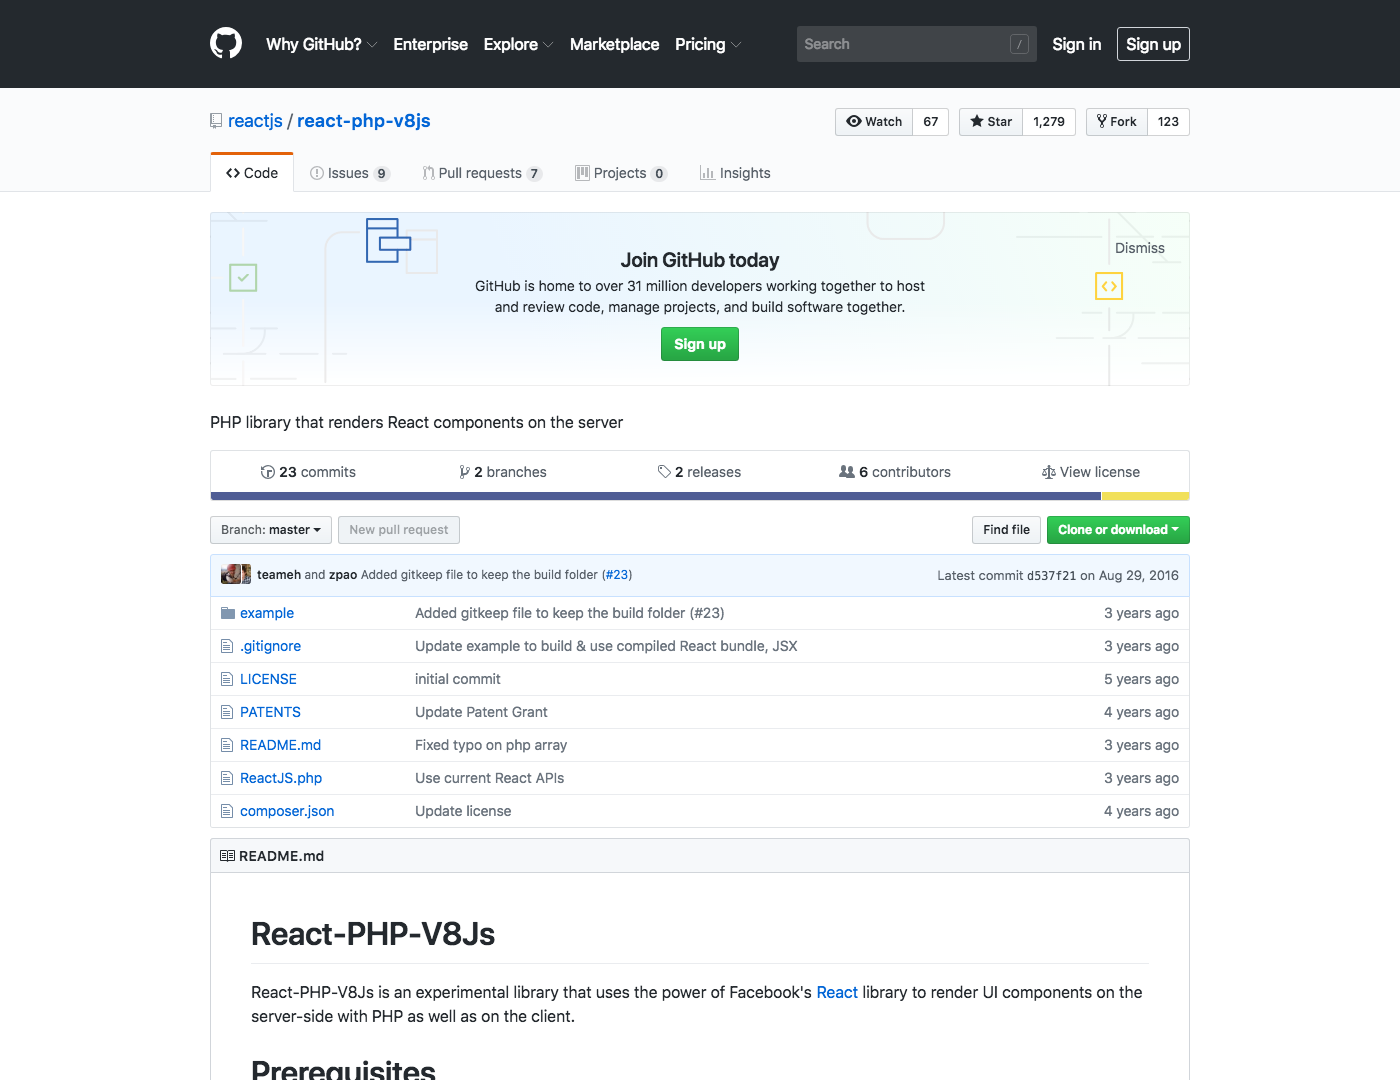 Why GitHub? Enterprise Explore Marketplace Pricing Search / Sign in Sign up
reactjs / react-php-v8js Watch 67 Star 1,279 Fork 123
Code Issues 9 Pull requests 7 Projects 0 Insights
Dismiss
Join GitHub today
GitHub is home to over 31 million developers working together to host
and review code, manage projects, and build software together.
Sign up
PHP library that renders React components on the server
23 commits 2 branches 2 releases 6 contributors View license
Branch: master New pull request Find file Clone or download
teameh and zpao Added gitkeep file to keep the build folder (#23) Latest commit d537f21 on Aug 29, 2016
example Added gitkeep file to keep the build folder (#23) 3 years ago
.gitignore Update example to build & use compiled React bundle, JSX 3 years ago
LICENSE initial commit 5 years ago
PATENTS Update Patent Grant 4 years ago
README.md Fixed typo on php array 3 years ago
ReactJS.php Use current React APIs 3 years ago
composer.json Update license 4 years ago
README.md
React-PHP-V8Js
React-PHP-V8Js is an experimental library that uses the power of Facebook's React library to render UI components on the
server-side with PHP as well as on the client.
Prerequisites